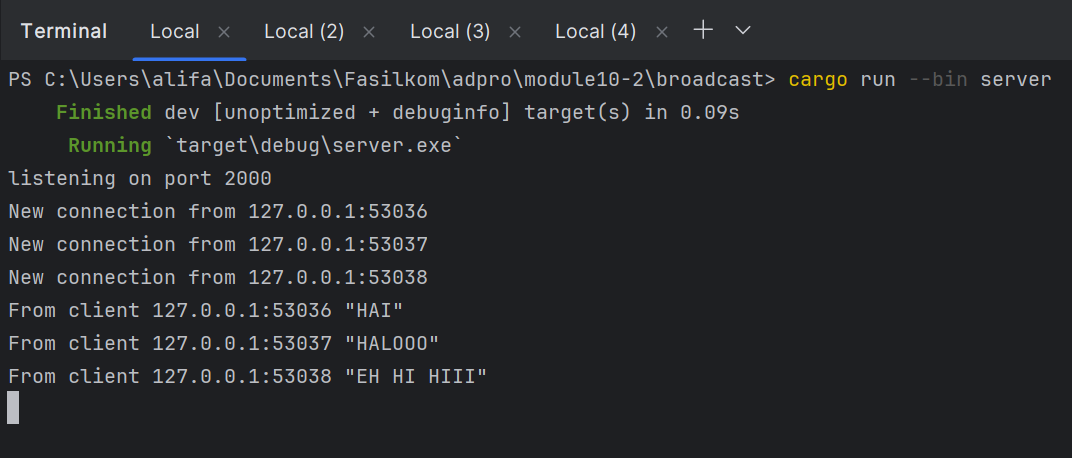 Terminal Local × Local (2) × Local (3) × Local (4) ×
PS C:\Users\alifa\Documents\Fasilkom\adpro\module10-2\broadcast> cargo run --bin server
    Finished dev [unoptimized + debuginfo] target(s) in 0.09s
     Running `target\debug\server.exe`
listening on port 2000
New connection from 127.0.0.1:53036
New connection from 127.0.0.1:53037
New connection from 127.0.0.1:53038
From client 127.0.0.1:53036 "HAI"
From client 127.0.0.1:53037 "HALOOO"
From client 127.0.0.1:53038 "EH HI HIII"